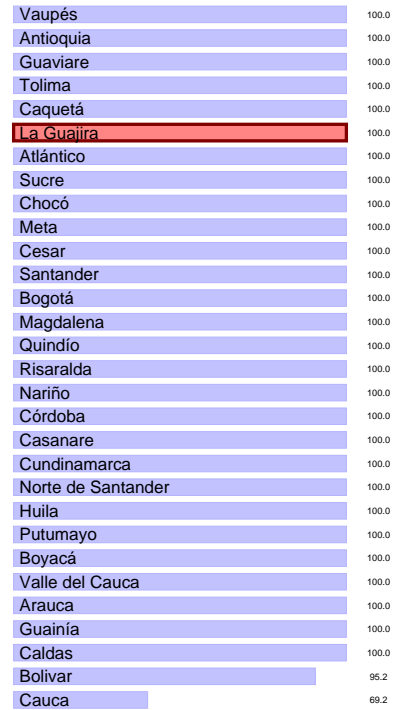 Vaupés 100.0
Antioquia 100.0
Guaviare 100.0
Tolima 100.0
Caquetá 100.0
La Guajira 100.0
Atlántico 100.0
Sucre 100.0
Chocó 100.0
Meta 100.0
Cesar 100.0
Santander 100.0
Bogotá 100.0
Magdalena 100.0
Quindío 100.0
Risaralda 100.0
Nariño 100.0
Córdoba 100.0
Casanare 100.0
Cundinamarca 100.0
Norte de Santander 100.0
Huila 100.0
Putumayo 100.0
Boyacá 100.0
Valle del Cauca 100.0
Arauca 100.0
Guainía 100.0
Caldas 100.0
Bolivar 95.2
Cauca 69.2